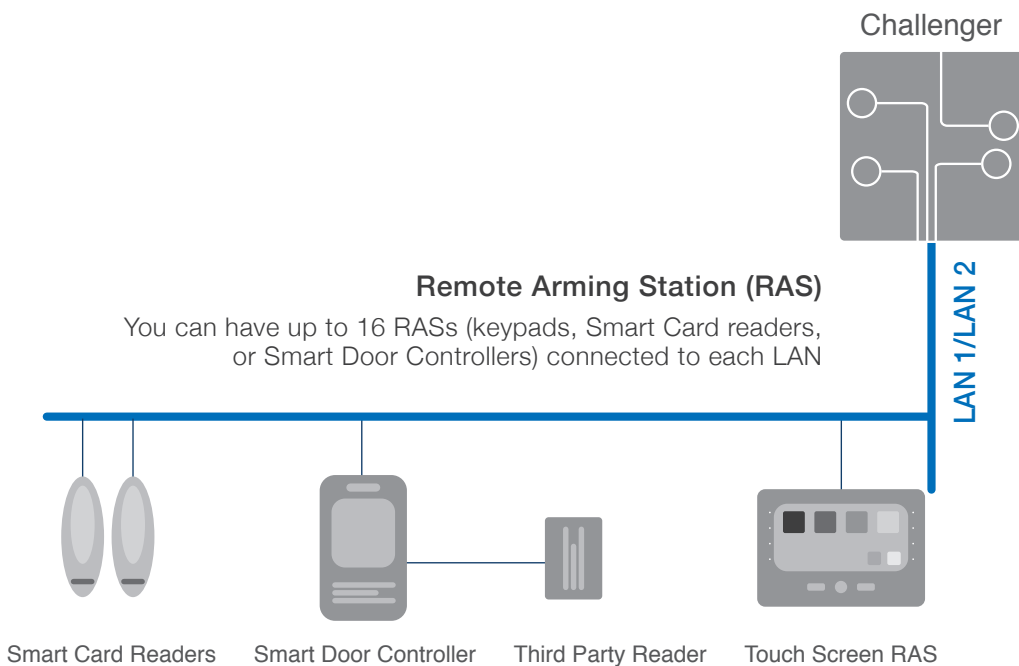 Challenger
LAN 1/LAN 2
Remote Arming Station (RAS)
You can have up to 16 RASs (keypads, Smart Card readers,
or Smart Door Controllers) connected to each LAN
Smart Card Readers
Smart Door Controller
Third Party Reader
Touch Screen RAS